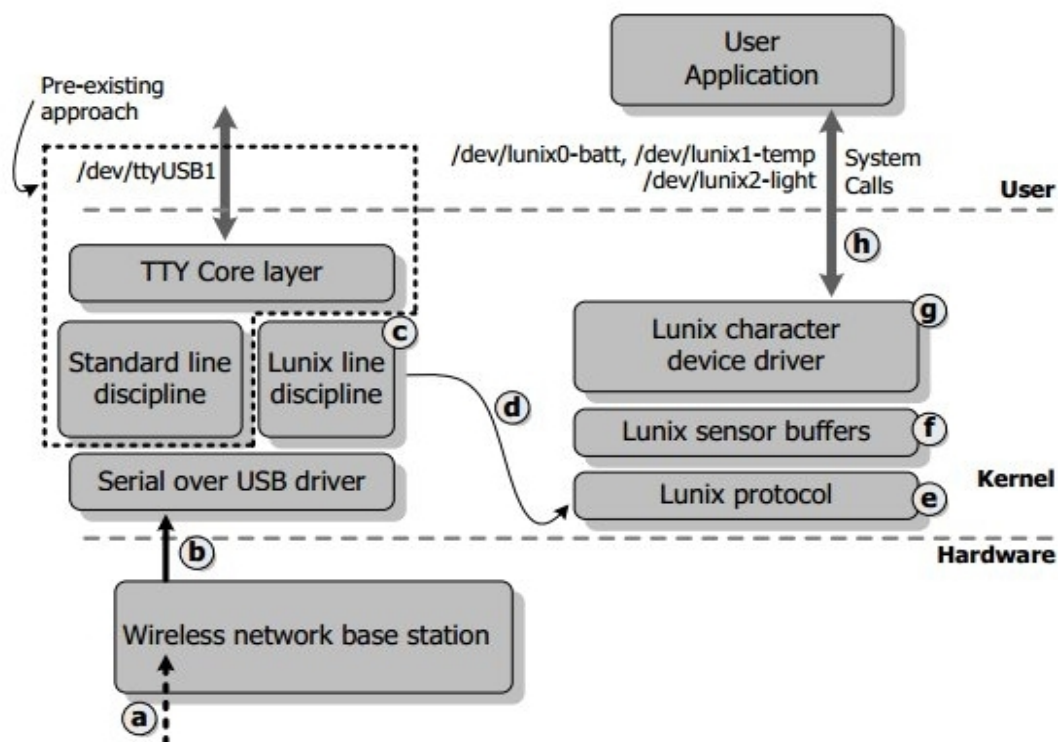 User
Application
Pre-existing
approach
/dev/ttyUSB1
/dev/lunix0-batt, /dev/lunix1-temp
/dev/lunix2-light
System
Calls
User
h
TTY Core layer
c
g
Standard line
discipline
Lunix line
discipline
Lunix character
device driver
d
Lunix sensor buffers
f
Serial over USB driver
Lunix protocol
e
Kernel
b
Hardware
Wireless network base station
a